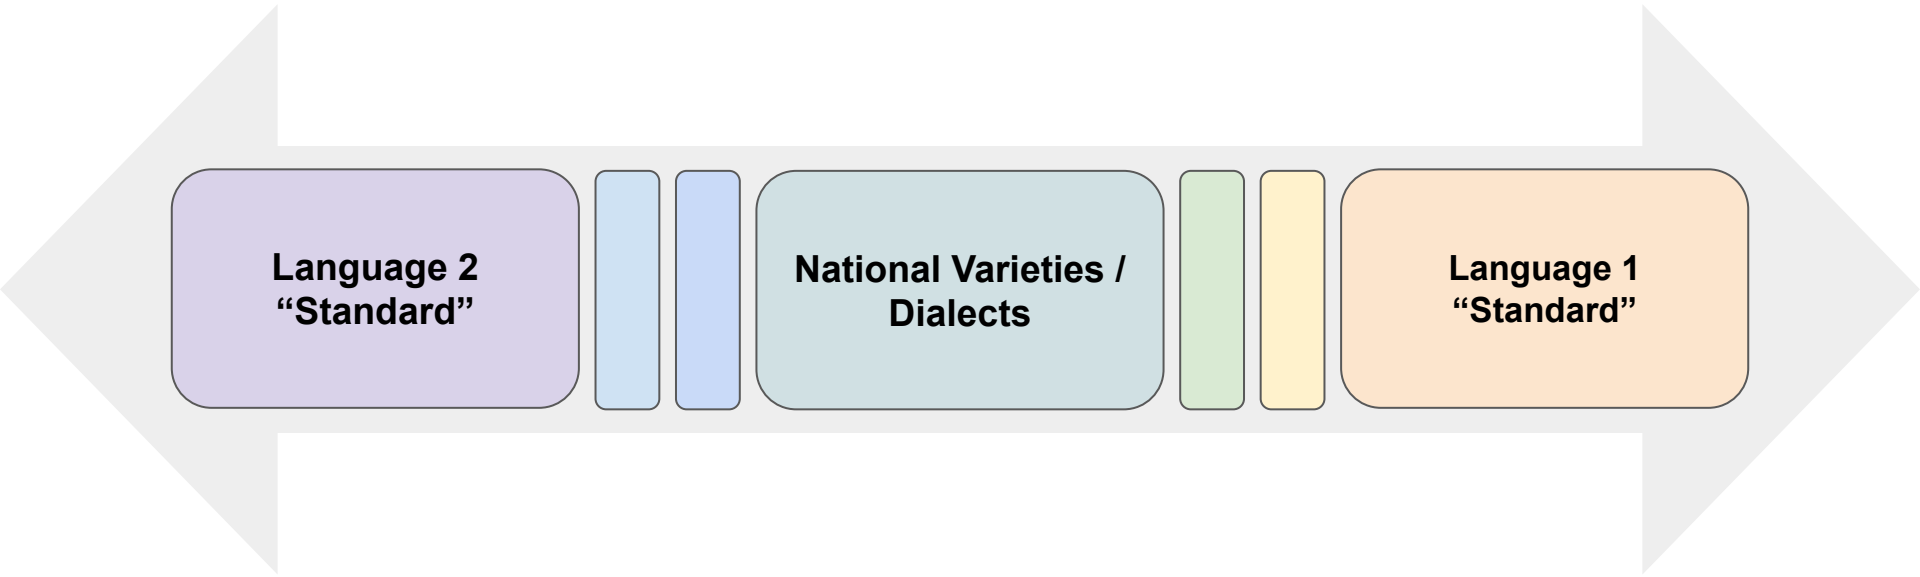 Language 2
“Standard”
National Varieties /
Dialects
Language 1
“Standard”